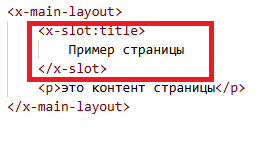 <x-main-layout>
<x-slot:title>
Пример страницы
</x-slot>
<p>это контент страницы</p>
</x-main-layout>